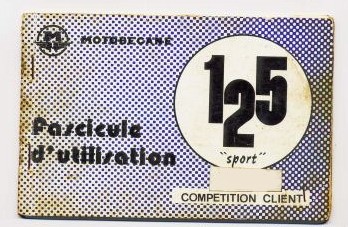 M
MOTOBECANE
125
Fascicule
d'utilisation
"sport"
COMPETITION CLIENT